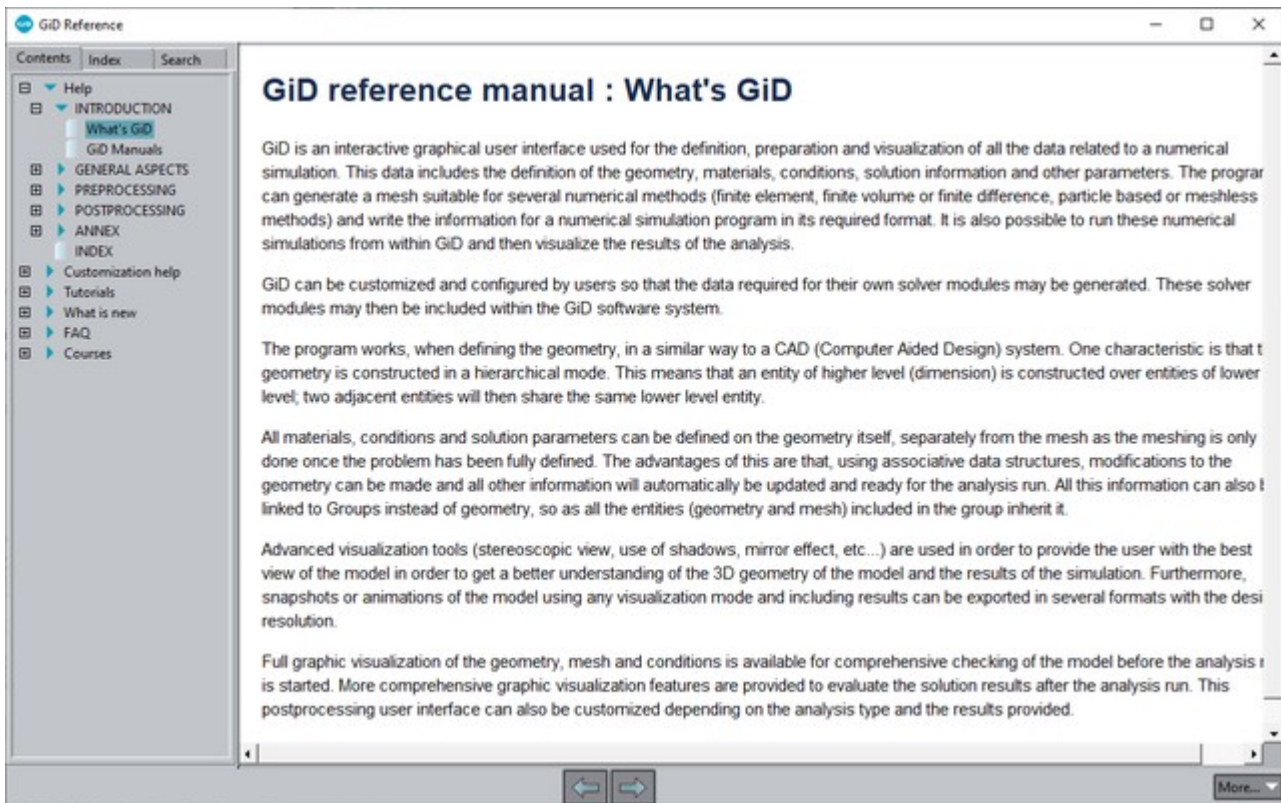 GiD Reference
Contents Index Search
Help
INTRODUCTION
What's GiD
GiD Manuals
GENERAL ASPECTS
PREPROCESSING
POSTPROCESSING
ANNEX
INDEX
Customization help
Tutorials
What is new
FAQ
Courses
GiD reference manual : What's GiD
GiD is an interactive graphical user interface used for the definition, preparation and visualization of all the data related to a numerical
simulation. This data includes the definition of the geometry, materials, conditions, solution information and other parameters. The
can generate a mesh suitable for several numerical methods (finite element, finite volume or finite difference, particle based or meshless
methods) and write the information for a numerical simulation program in its required format. It is also possible to run these numerical
simulations from within GiD and then visualize the results of the analysis.
GiD can be customized and configured by users so that the data required for their own solver modules may be generated. These solver
modules may then be included within the GiD software system.
The program works, when defining the geometry, in a similar way to a CAD (Computer Aided Design) system. One characteristic is that
geometry is constructed in a hierarchical mode. This means that an entity of higher level (dimension) is constructed over entities of lower
level; two adjacent entities will then share the same lower level entity.
All materials, conditions and solution parameters can be defined on the geometry itself, separately from the mesh as the meshing is only
done once the problem has been fully defined. The advantages of this are that, using associative data structures, modifications to the
geometry can be made and all other information will automatically be updated and ready for the analysis run. All this information can also
linked to Groups instead of geometry, so as all the entities (geometry and mesh) included in the group inherit it.
Advanced visualization tools (stereoscopic view, use of shadows, mirror effect, etc...) are used in order to provide the user with the best
view of the model in order to get a better understanding of the 3D geometry of the model and the results of the simulation. Furthermore,
snapshots or animations of the model using any visualization mode and including results can be exported in several formats with the desi
resolution.
Full graphic visualization of the geometry, mesh and conditions is available for comprehensive checking of the model before the analysis
is started. More comprehensive graphic visualization features are provided to evaluate the solution results after the analysis run. This
postprocessing user interface can also be customized depending on the analysis type and the results provided.
More...